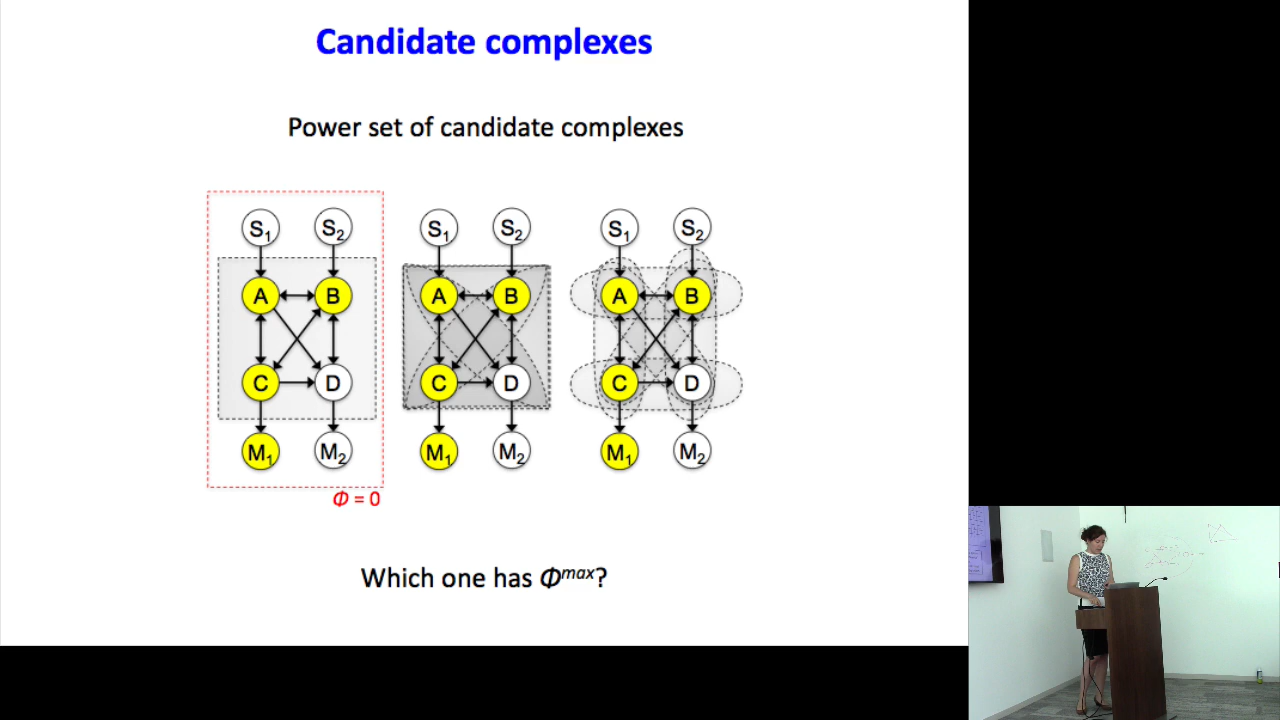 Candidate complexes
Power set of candidate complexes
S1 S2 S1 S2 S1 S2
A B A B A B
C D C D C D
M1 M2 M1 M2 M1 M2
Φ = 0
Which one has Φmax?